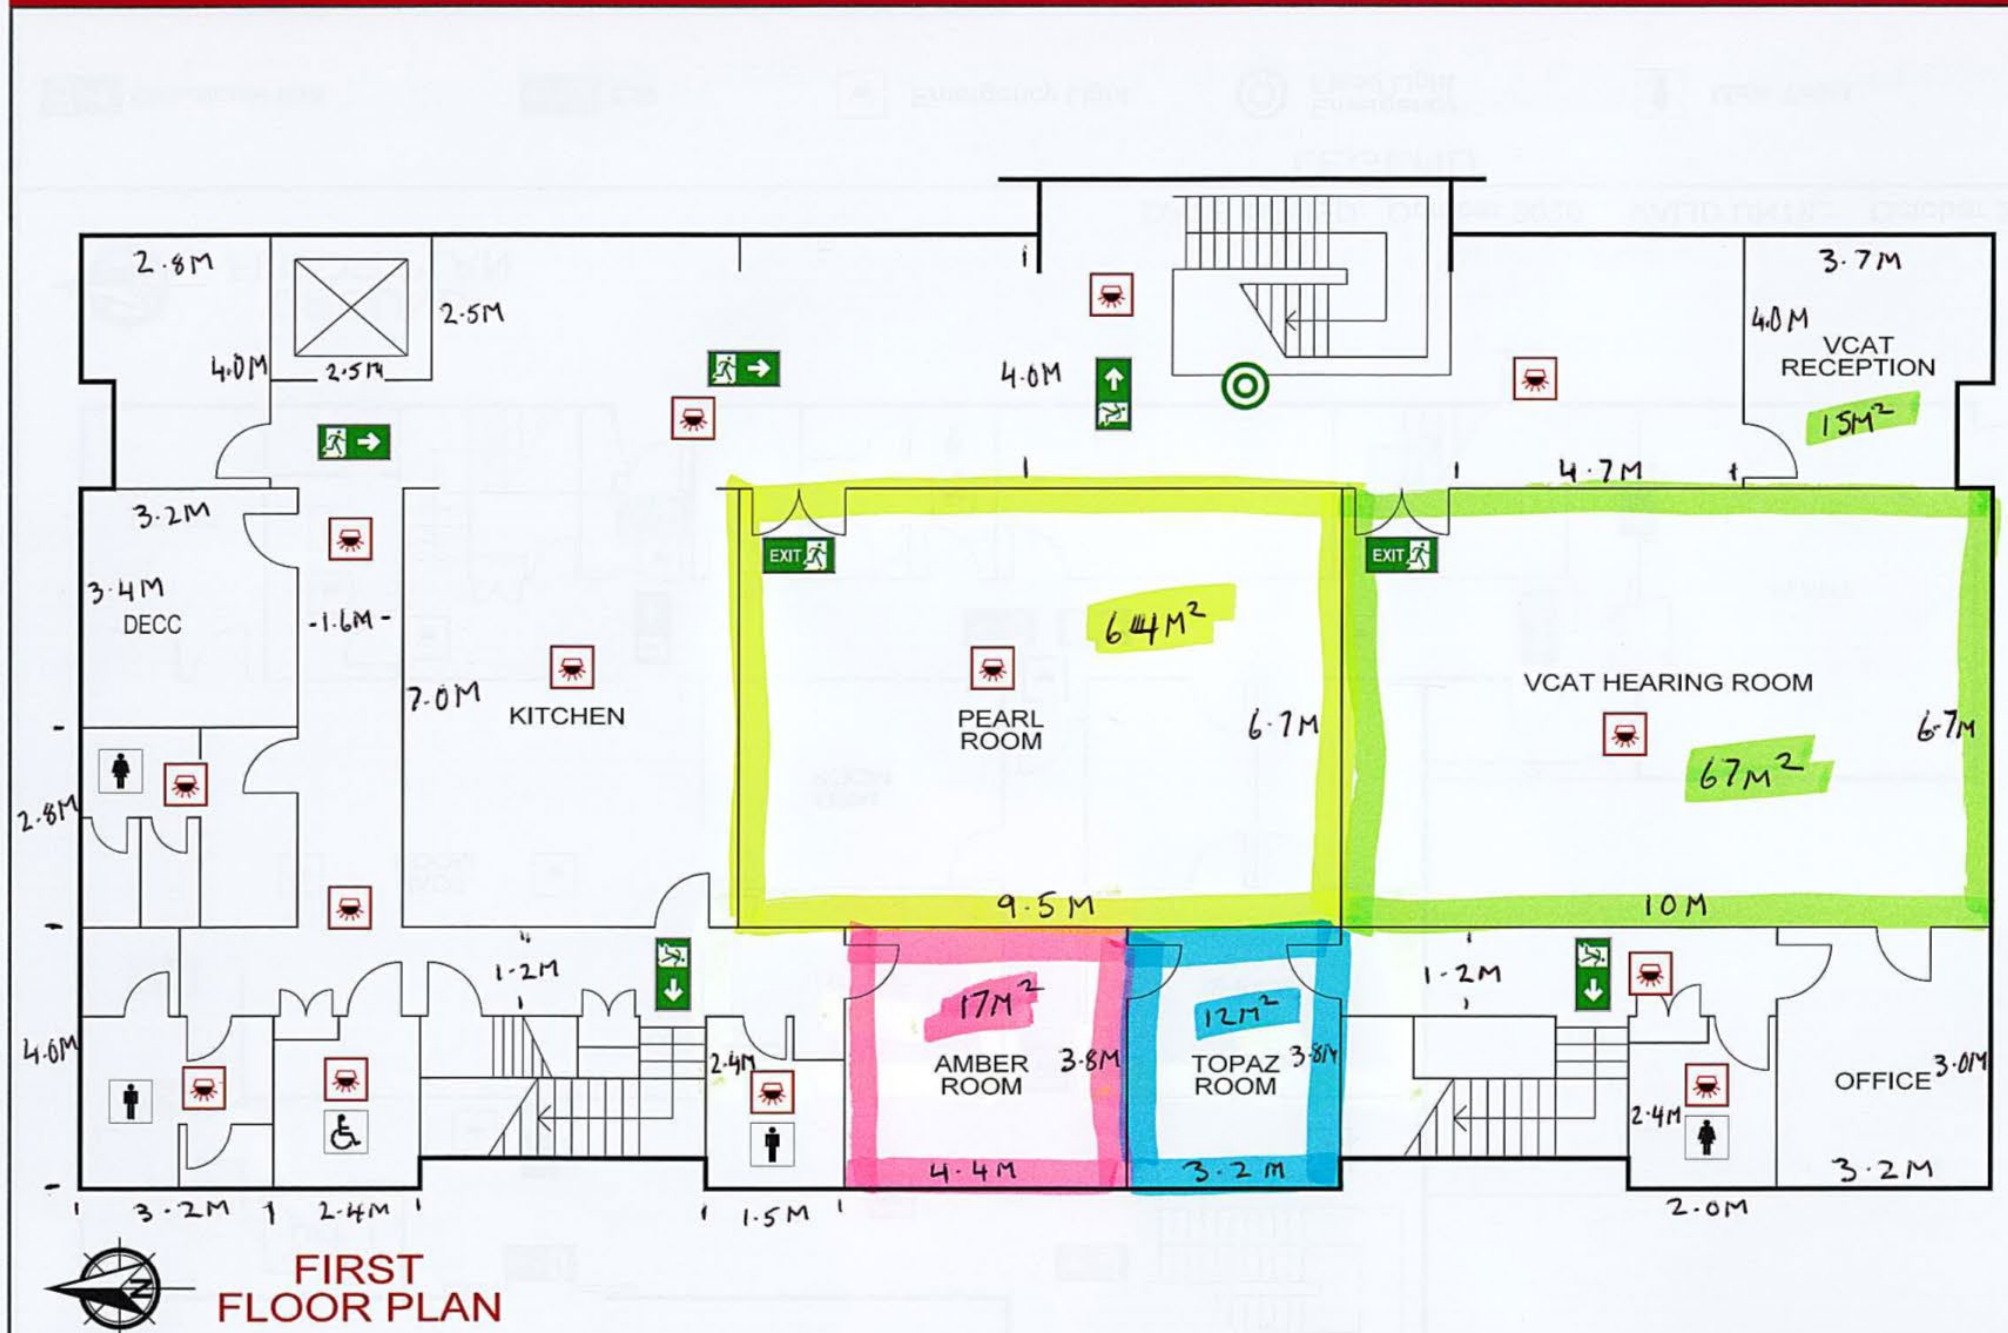 2.8M
4.0M
2.5M
2.5M
4.0M
3.7M
4.0M
VCAT
RECEPTION
15M²
4.7M
3.2M
3.4M
DECC
-1.6M-
7.0M
KITCHEN
EXIT
64M²
PEARL
ROOM
6.7M
9.5M
EXIT
VCAT HEARING ROOM
6.7M
67M²
10M
2.8M
4.0M
1.2M
2.4M
17M²
AMBER
ROOM
3.8M
4.4M
12M²
TOPAZ
ROOM
3.8M
3.2M
1.2M
2.4M
OFFICE
3.0M
3.2M
3.2M
2.4M
1.5M
2.0M
N
FIRST
FLOOR PLAN